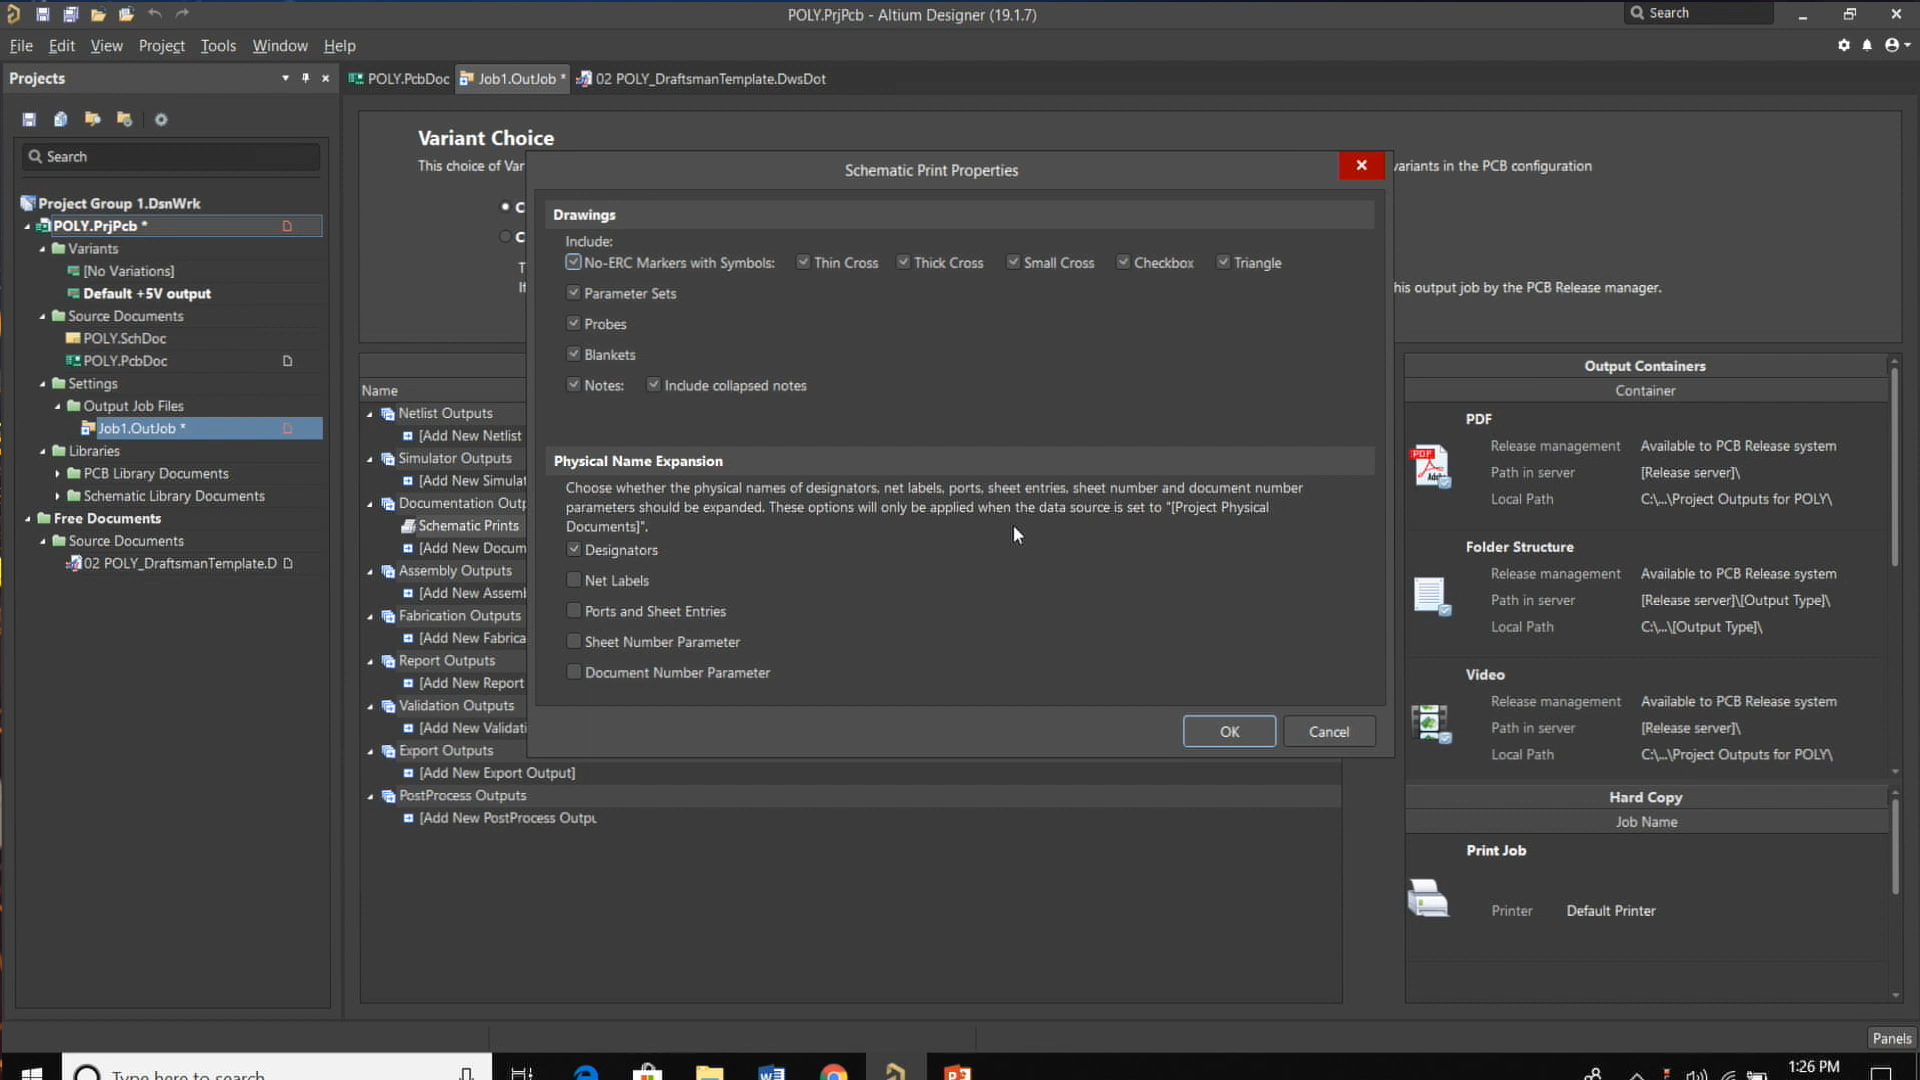 POLY.PrjPcb - Altium Designer (19.1.7)
Search
File Edit View Project Tools Window Help
Projects
POLY.PcbDoc
Job1.OutJob *
02 POLY_DraftsmanTemplate.DwsDot
Search
Project Group 1.DsnWrk
POLY.PrjPcb *
Variants
[No Variations]
Default +5V output
Source Documents
POLY.SchDoc
POLY.PcbDoc
Settings
Output Job Files
Job1.OutJob *
Libraries
PCB Library Documents
Schematic Library Documents
Free Documents
Source Documents
02 POLY_DraftsmanTemplate.D
Variant Choice
This choice of Var
variants in the PCB configuration
C
C
T
If
his output job by the PCB Release manager.
Schematic Print Properties
Drawings
Include:
No-ERC Markers with Symbols: Thin Cross Thick Cross Small Cross Checkbox Triangle
Parameter Sets
Probes
Blankets
Notes: Include collapsed notes
Physical Name Expansion
Choose whether the physical names of designators, net labels, ports, sheet entries, sheet number and document number
parameters should be expanded. These options will only be applied when the data source is set to "[Project Physical
Documents]".
Designators
Net Labels
Ports and Sheet Entries
Sheet Number Parameter
Document Number Parameter
OK
Cancel
Name
Netlist Outputs
[Add New Netlist
Simulator Outputs
[Add New Simulat
Documentation Outp
Schematic Prints
[Add New Docum
Assembly Outputs
[Add New Assemb
Fabrication Outputs
[Add New Fabrica
Report Outputs
[Add New Report
Validation Outputs
[Add New Validati
Export Outputs
[Add New Export Output]
PostProcess Outputs
[Add New PostProcess Outpu
Output Containers
Container
PDF
Release management Available to PCB Release system
Path in server [Release server]\
Local Path C:\...\Project Outputs for POLY\
Folder Structure
Release management Available to PCB Release system
Path in server [Release server]\[Output Type]\
Local Path C:\...\[Output Type]\
Video
Release management Available to PCB Release system
Path in server [Release server]\
Local Path C:\...\Project Outputs for POLY\
Hard Copy
Job Name
Print Job
Printer Default Printer
Panels
Type here to search
1:26 PM